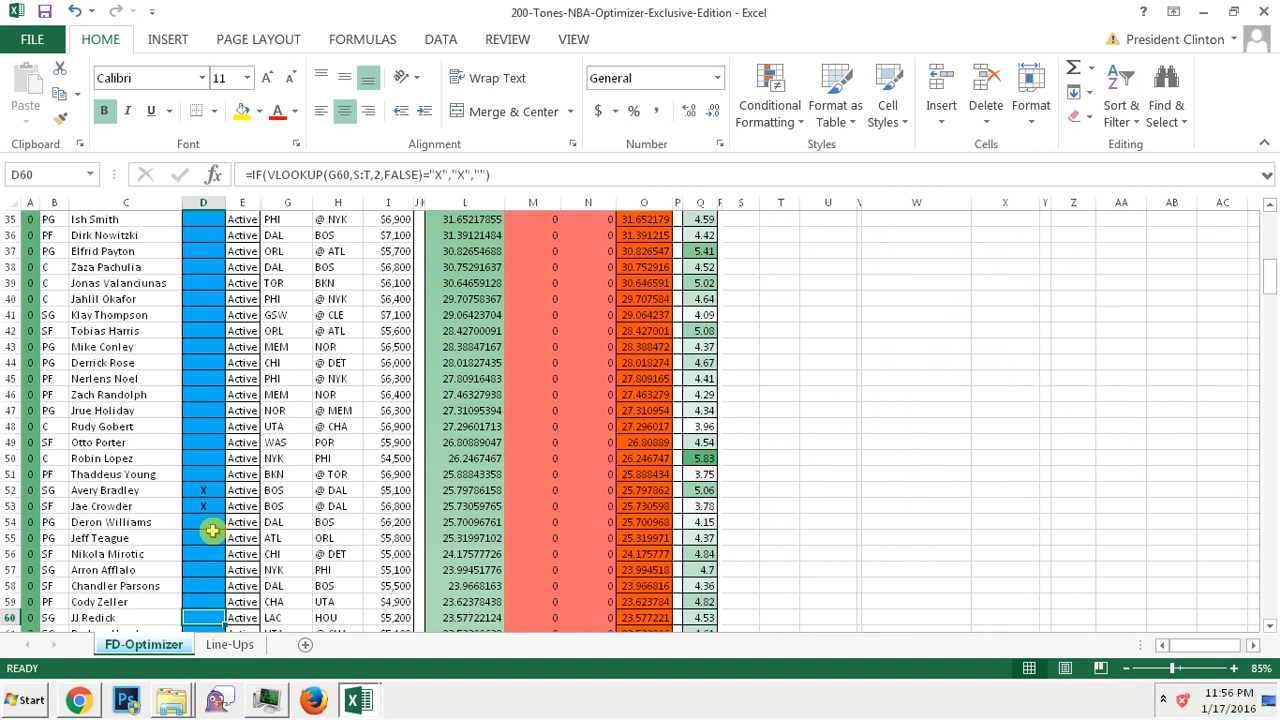 200-Tones-NBA-Optimizer-Exclusive-Edition - Excel
FILE HOME INSERT PAGE LAYOUT FORMULAS DATA REVIEW VIEW President Clinton
Calibri 11 Wrap Text General
Paste B I U A Merge & Center $ % , Conditional Formatting Format as Table Cell Styles Insert Delete Format Sort & Filter Find & Select
Clipboard Font Alignment Number Styles Cells Editing
D60 fx =IF(VLOOKUP(G60,S:T,2,FALSE)="X","X","")
A B C D E G H I L M N O P Q S T U W X Y Z AA AB AC
35 0 PG Ish Smith Active PHI @ NYK $6,900 31.65217855 0 0 31.652179 4.59
36 0 PF Dirk Nowitzki Active DAL BOS $7,100 31.39121484 0 0 31.391215 4.42
37 0 PG Elfrid Payton Active ORL @ ATL $5,700 30.82654688 0 0 30.826547 5.41
38 0 C Zaza Pachulia Active DAL BOS $6,800 30.75291637 0 0 30.752916 4.52
39 0 C Jonas Valanciunas Active TOR BKN $6,100 30.64659128 0 0 30.646591 5.02
40 0 C Jahlil Okafor Active PHI @ NYK $6,400 29.70758367 0 0 29.707584 4.64
41 0 SG Klay Thompson Active GSW @ CLE $7,100 29.06423704 0 0 29.064237 4.09
42 0 SF Tobias Harris Active ORL @ ATL $5,600 28.42700091 0 0 28.427001 5.08
43 0 PG Mike Conley Active MEM NOR $6,500 28.38847167 0 0 28.388472 4.37
44 0 PG Derrick Rose Active CHI @ DET $6,000 28.01827435 0 0 28.018274 4.67
45 0 PF Nerlens Noel Active PHI @ NYK $6,300 27.80916483 0 0 27.809165 4.41
46 0 PF Zach Randolph Active MEM NOR $6,400 27.46327938 0 0 27.463279 4.29
47 0 PG Jrue Holiday Active NOR @ MEM $6,300 27.31095394 0 0 27.310954 4.34
48 0 C Rudy Gobert Active UTA @ CHA $6,900 27.29601713 0 0 27.296017 3.96
49 0 SF Otto Porter Active WAS POR $5,900 26.80889047 0 0 26.80889 4.54
50 0 C Robin Lopez Active NYK PHI $4,500 26.2467467 0 0 26.246747 5.83
51 0 PF Thaddeus Young Active BKN @ TOR $6,900 25.88843358 0 0 25.888434 3.75
52 0 SG Avery Bradley X Active BOS @ DAL $5,100 25.79786158 0 0 25.797862 5.06
53 0 SF Jae Crowder X Active BOS @ DAL $6,800 25.73059765 0 0 25.730598 3.78
54 0 PG Deron Williams Active DAL BOS $6,200 25.70096761 0 0 25.700968 4.15
55 0 PG Jeff Teague Active ATL ORL $5,800 25.31997102 0 0 25.319971 4.37
56 0 SF Nikola Mirotic Active CHI @ DET $5,000 24.17577726 0 0 24.175777 4.84
57 0 SG Arron Afflalo Active NYK PHI $5,100 23.99451776 0 0 23.994518 4.7
58 0 SF Chandler Parsons Active DAL BOS $5,500 23.9668163 0 0 23.966816 4.36
59 0 PF Cody Zeller Active CHA UTA $4,900 23.62378438 0 0 23.623784 4.82
60 0 SG JJ Redick Active LAC HOU $5,200 23.57722124 0 0 23.577221 4.53
FD-Optimizer Line-Ups
READY 85%
Start 11:56 PM
1/17/2016